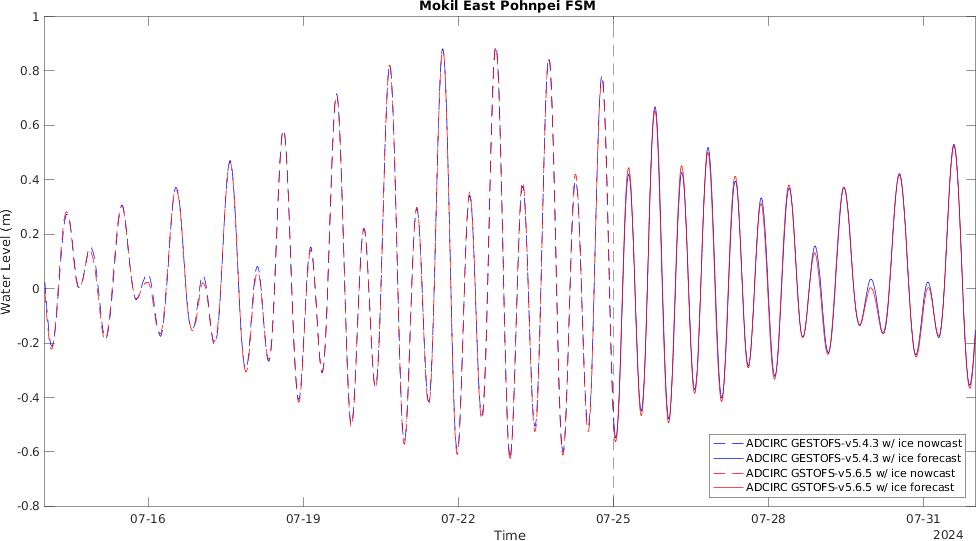 Mokil East Pohnpei FSM
1
0.8
0.6
0.4
0.2
0
-0.2
-0.4
-0.6
-0.8
Water Level (m)
07-16
07-19
07-22
07-25
07-28
07-31
Time
2024
ADCIRC GESTOFS-v5.4.3 w/ ice nowcast
ADCIRC GESTOFS-v5.4.3 w/ ice forecast
ADCIRC GSTOFS-v5.6.5 w/ ice nowcast
ADCIRC GSTOFS-v5.6.5 w/ ice forecast